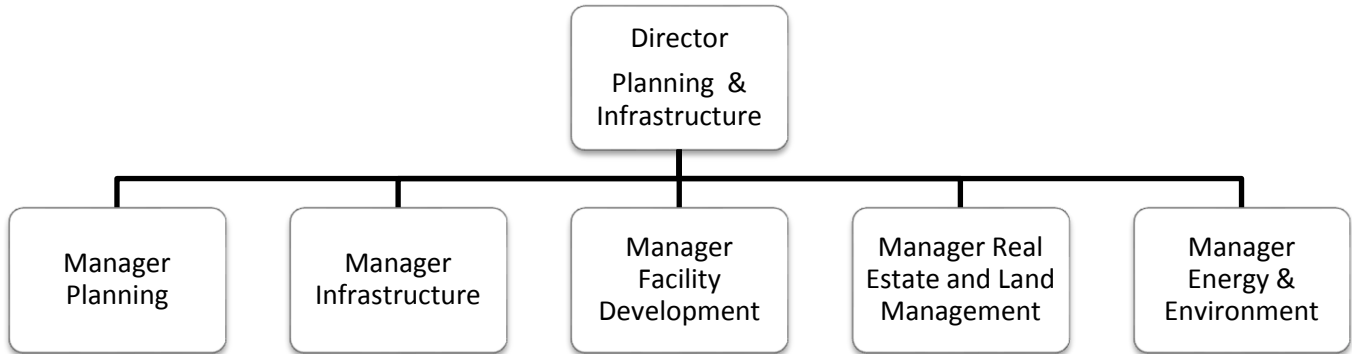 Director
Planning &
Infrastructure
Manager
Planning
Manager
Infrastructure
Manager
Facility
Development
Manager Real
Estate and Land
Management
Manager
Energy &
Environment